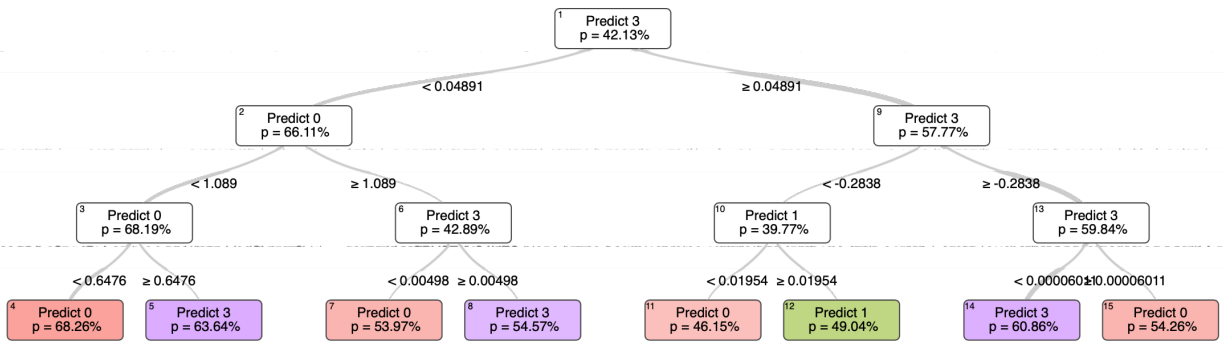 1
Predict 3
p = 42.13%
< 0.04891
≥ 0.04891
2
Predict 0
p = 66.11%
9
Predict 3
p = 57.77%
< 1.089
≥ 1.089
< -0.2838
≥ -0.2838
3
Predict 0
p = 68.19%
6
Predict 3
p = 42.89%
10
Predict 1
p = 39.77%
13
Predict 3
p = 59.84%
< 0.6476
≥ 0.6476
< 0.00498
≥ 0.00498
< 0.01954
≥ 0.01954
< 0.00006011
≥ 0.00006011
4
Predict 0
p = 68.26%
5
Predict 3
p = 63.64%
7
Predict 0
p = 53.97%
8
Predict 3
p = 54.57%
11
Predict 0
p = 46.15%
12
Predict 1
p = 49.04%
14
Predict 3
p = 60.86%
15
Predict 0
p = 54.26%